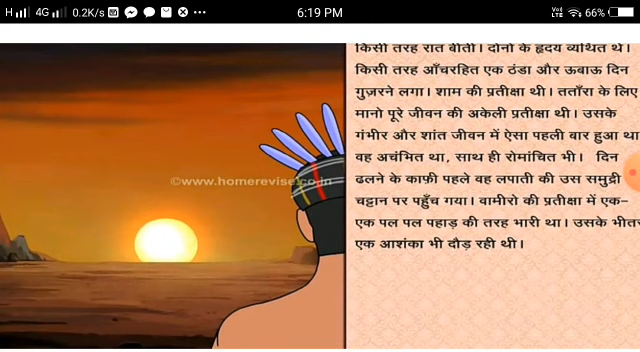 H 4G 0.2K/s 6:19 PM VoI LTE 66%
किसी तरह रात बीती। दोनों के हृदय व्यथित थे।
किसी तरह आँचरहित एक ठंडा और ऊबाऊ दिन
गुज़रने लगा। शाम की प्रतीक्षा थी। तताँरा के लिए
मानो पूरे जीवन की अकेली प्रतीक्षा थी। उसके
गंभीर और शांत जीवन में ऐसा पहली बार हुआ था
वह अचंभित था, साथ ही रोमांचित भी। दिन
ढलने के काफ़ी पहले वह लपाती की उस समुद्री
चट्टान पर पहुँच गया। वामीरो की प्रतीक्षा में एक–
एक पल पल पहाड़ की तरह भारी था। उसके भीतर
एक आशंका भी दौड़ रही थी।
©www.homerevise.co.in